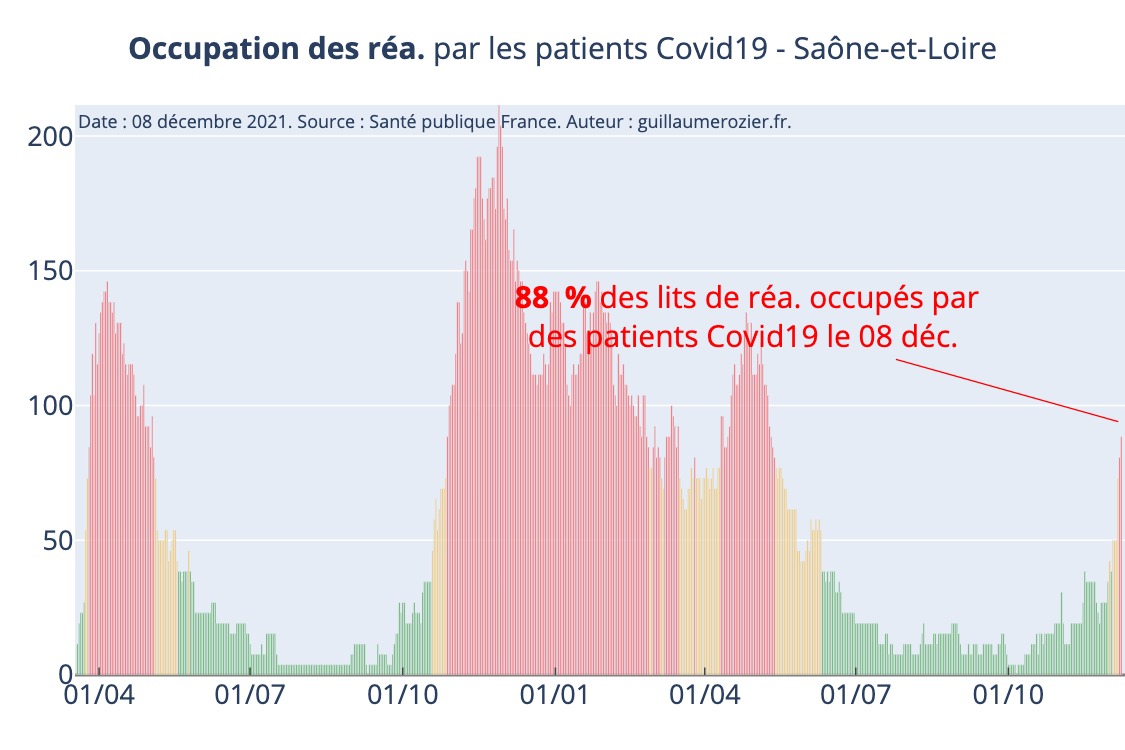 Occupation des réa. par les patients Covid19 - Saône-et-Loire
Date : 08 décembre 2021. Source : Santé publique France. Auteur : guillaumerozier.fr.
200
150
88 % des lits de réa. occupés par
des patients Covid19 le 08 déc.
100
50
0
01/04 01/07 01/10 01/01 01/04 01/07 01/10